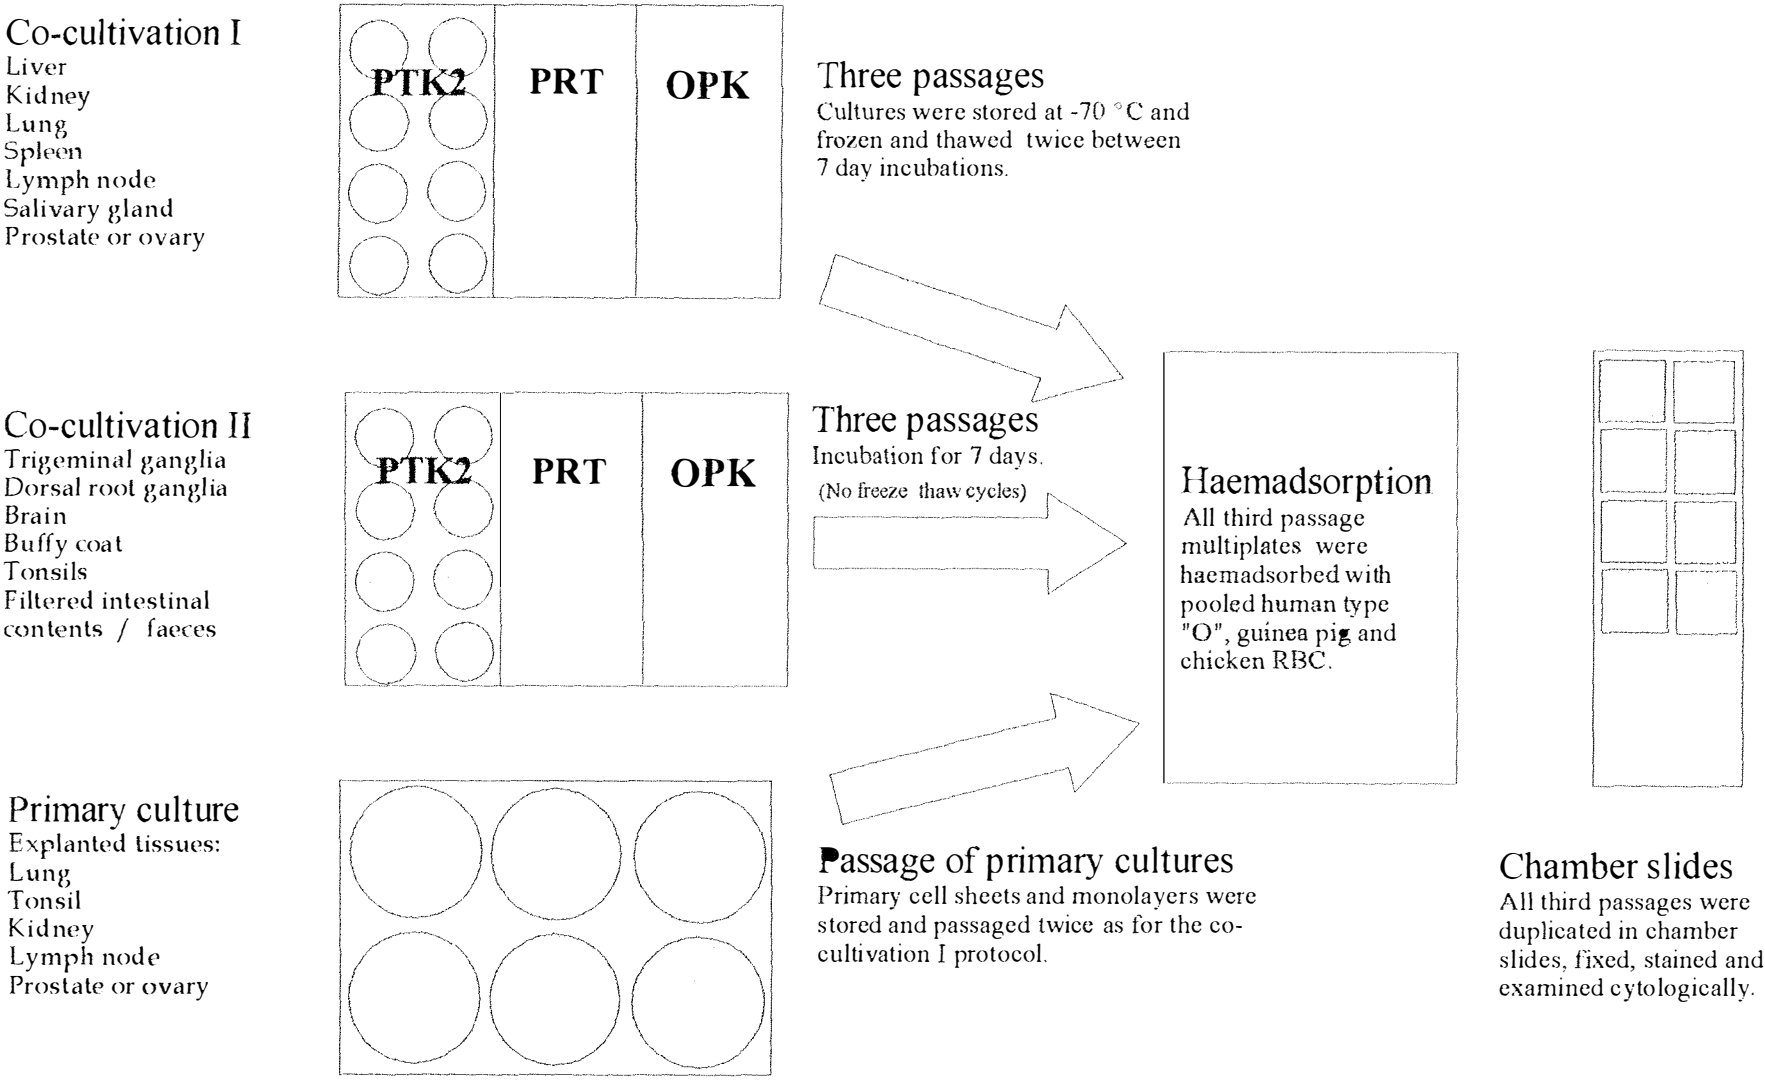 Co-cultivation I
Liver
Kidney
Lung
Spleen
Lymph node
Salivary gland
Prostate or ovary
PTK2
PRT
OPK
Three passages
Cultures were stored at -70 °C and
frozen and thawed twice between
7 day incubations.
Co-cultivation II
Trigeminal ganglia
Dorsal root ganglia
Brain
Buffy coat
Tonsils
Filtered intestinal
contents / faeces
PTK2
PRT
OPK
Three passages
Incubation for 7 days.
(No freeze thaw cycles)
Haemadsorption
All third passage
multiplates were
haemadsorbed with
pooled human type
"O", guinea pig and
chicken RBC.
Primary culture
Explanted tissues:
Lung
Tonsil
Kidney
Lymph node
Prostate or ovary
Passage of primary cultures
Primary cell sheets and monolayers were
stored and passaged twice as for the co-
cultivation I protocol.
Chamber slides
All third passages were
duplicated in chamber
slides, fixed, stained and
examined cytologically.